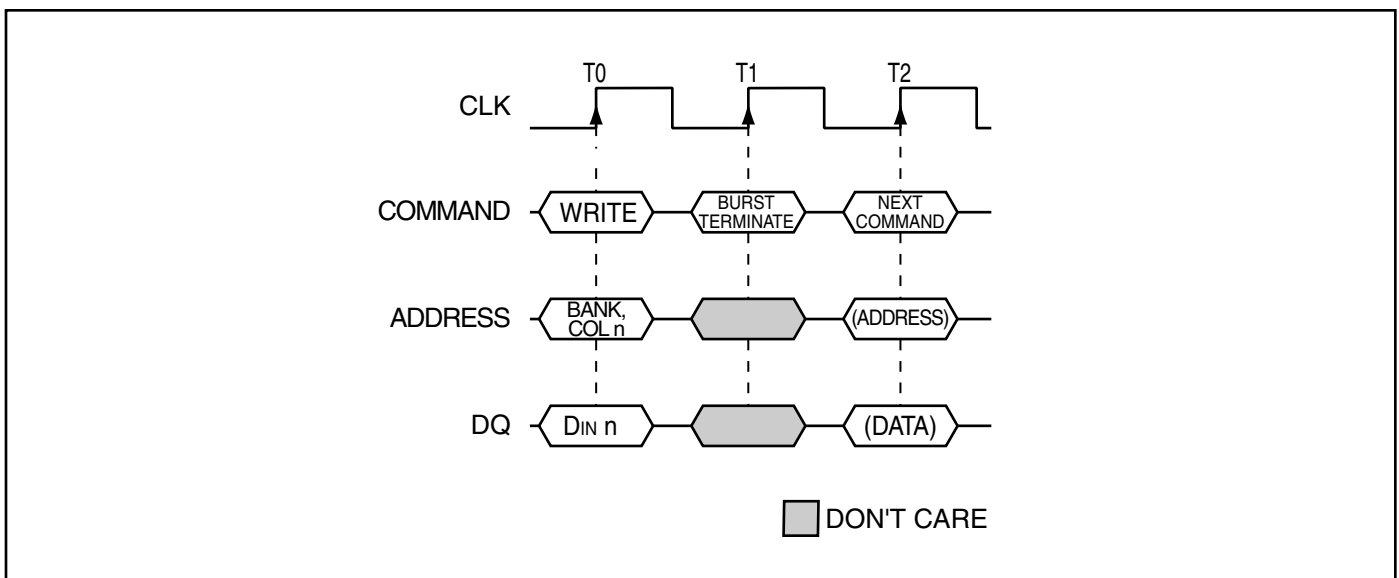 T0 T1 T2
CLK
COMMAND WRITE BURST TERMINATE NEXT COMMAND
ADDRESS BANK, COL n (ADDRESS)
DQ DIN n (DATA)
DON'T CARE